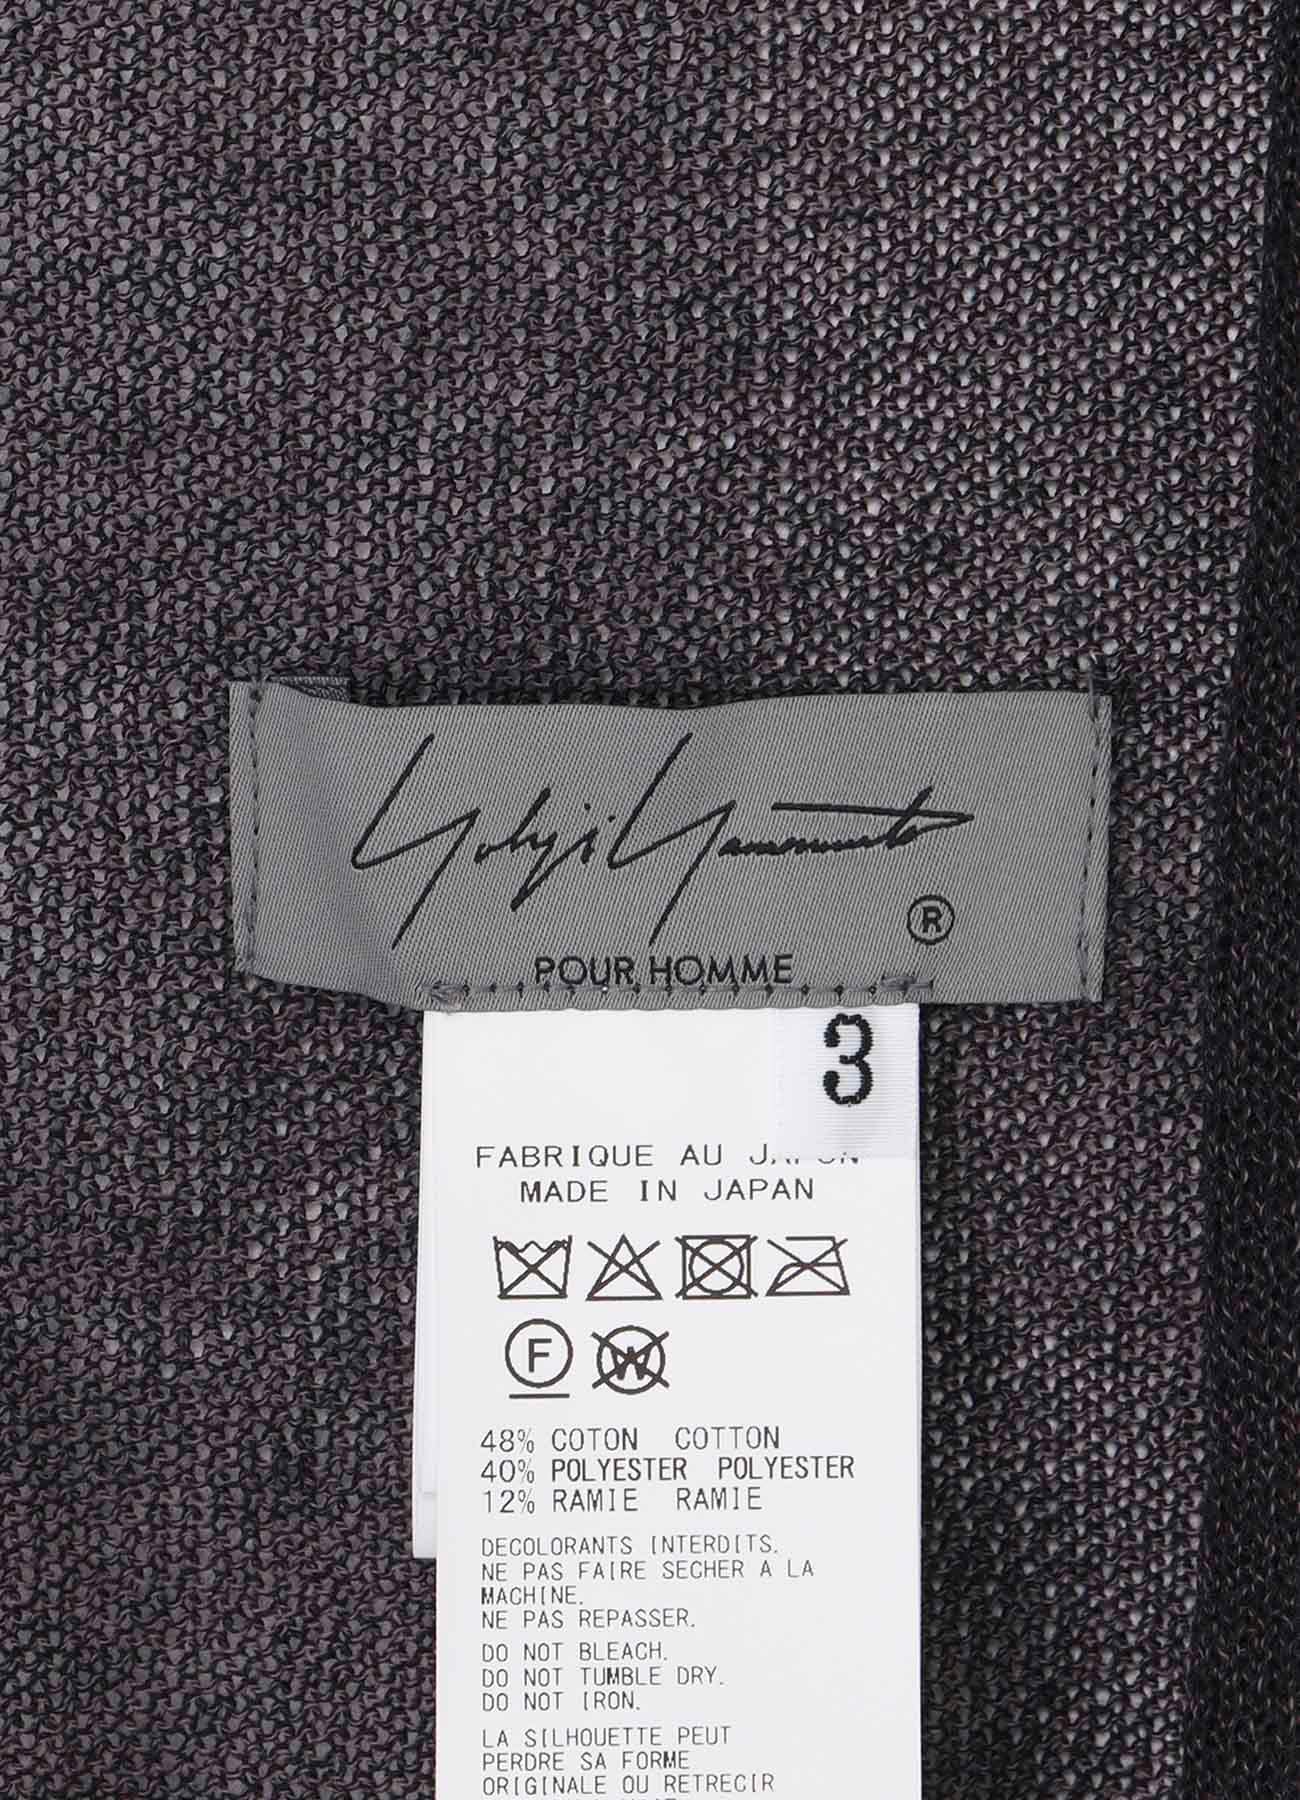 Yohji Yamamoto
®
POUR HOMME
3
FABRIQUE AU JAPON
MADE IN JAPAN
F W
48% COTON COTTON
40% POLYESTER POLYESTER
12% RAMIE RAMIE
DECOLORANTS INTERDITS.
NE PAS FAIRE SECHER A LA
MACHINE.
NE PAS REPASSER.
DO NOT BLEACH.
DO NOT TUMBLE DRY.
DO NOT IRON.
LA SILHOUETTE PEUT
PERDRE SA FORME
ORIGINALE OU RETRECIR